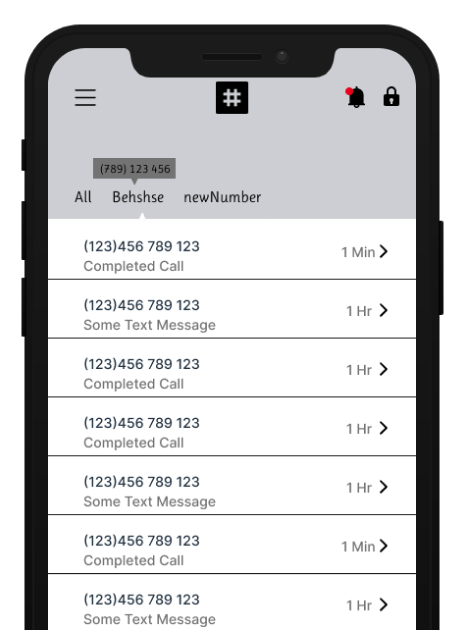 #
(789) 123 456
All Behshse newNumber
(123)456 789 123
1 Min
Completed Call
(123)456 789 123
1 Hr
Some Text Message
(123)456 789 123
1 Hr
Completed Call
(123)456 789 123
1 Hr
Completed Call
(123)456 789 123
1 Hr
Some Text Message
(123)456 789 123
1 Min
Completed Call
(123)456 789 123
1 Hr
Some Text Message